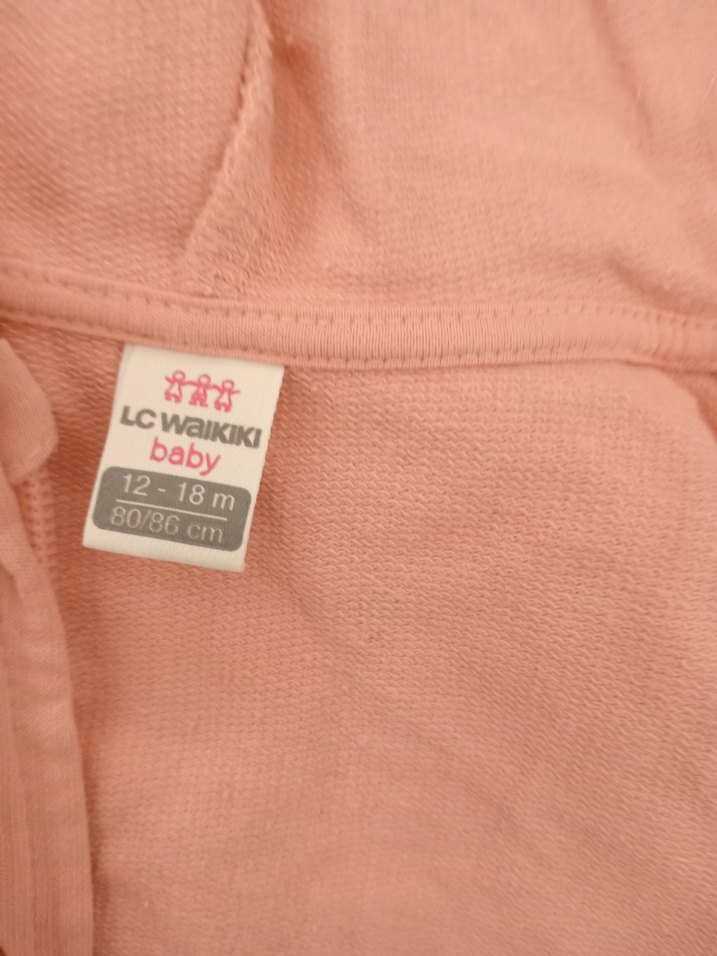 LC WAIKIKI
baby
12 - 18 m
80/86 cm